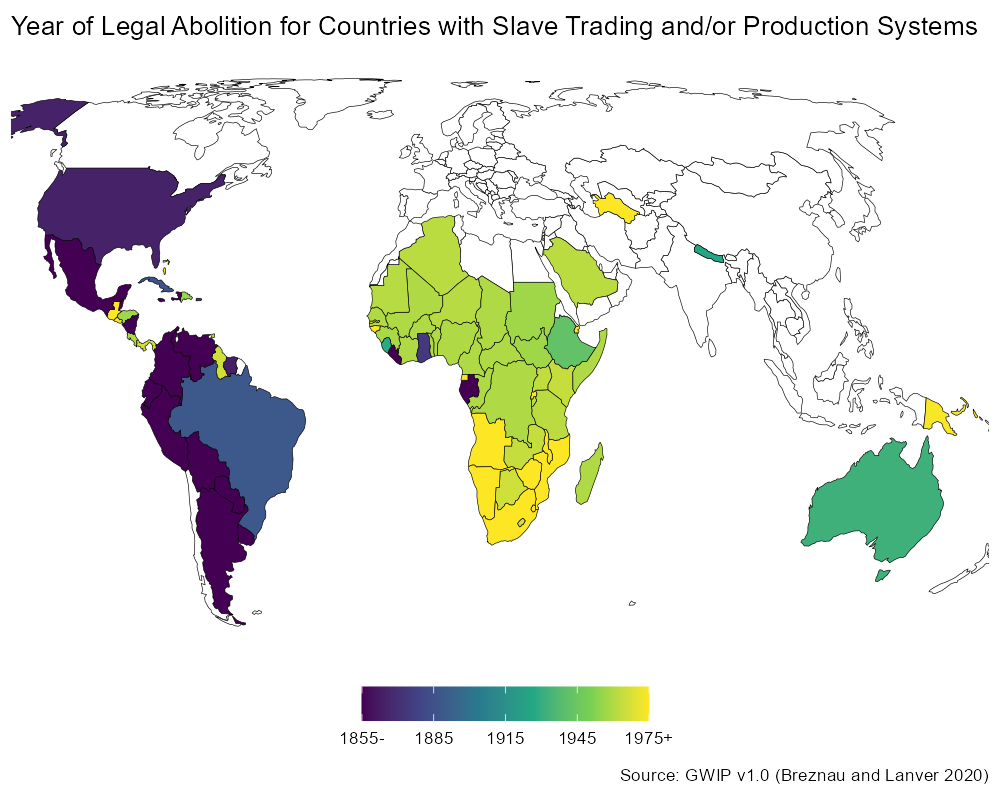 Year of Legal Abolition for Countries with Slave Trading and/or Production Systems
1855- 1885 1915 1945 1975+
Source: GWIP v1.0 (Breznau and Lanver 2020)